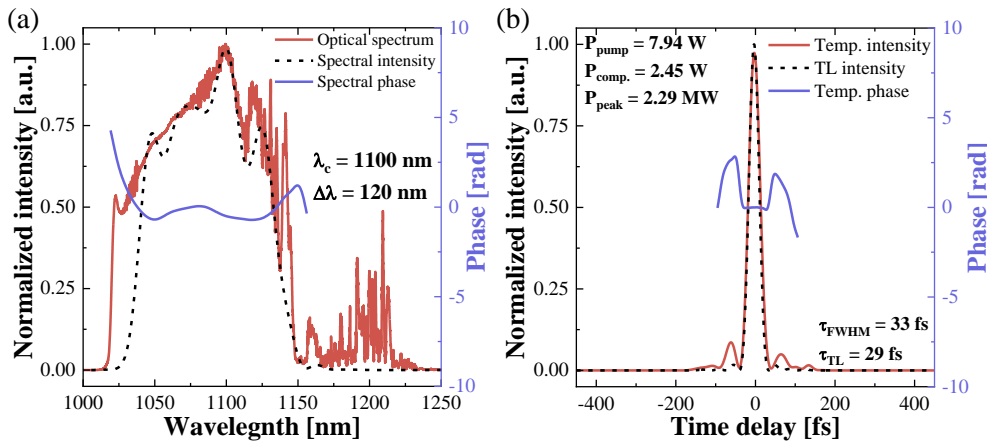 (a)
Normalized intensity [a.u.]
1.00
0.75
0.50
0.25
0.00
Optical spectrum
Spectral intensity
Spectral phase
λc = 1100 nm
Δλ = 120 nm
10
5
0
-5
-10
Phase [rad]
1000
1050
1100
1150
1200
1250
Wavelegnth [nm]
(b)
Normalized intensity [a.u.]
1.00
0.75
0.50
0.25
0.00
Ppump = 7.94 W
Pcomp. = 2.45 W
Ppeak = 2.29 MW
Temp. intensity
TL intensity
Temp. phase
τFWHM = 33 fs
τTL = 29 fs
10
5
0
-5
-10
Phase [rad]
-400
-200
0
200
400
Time delay [fs]